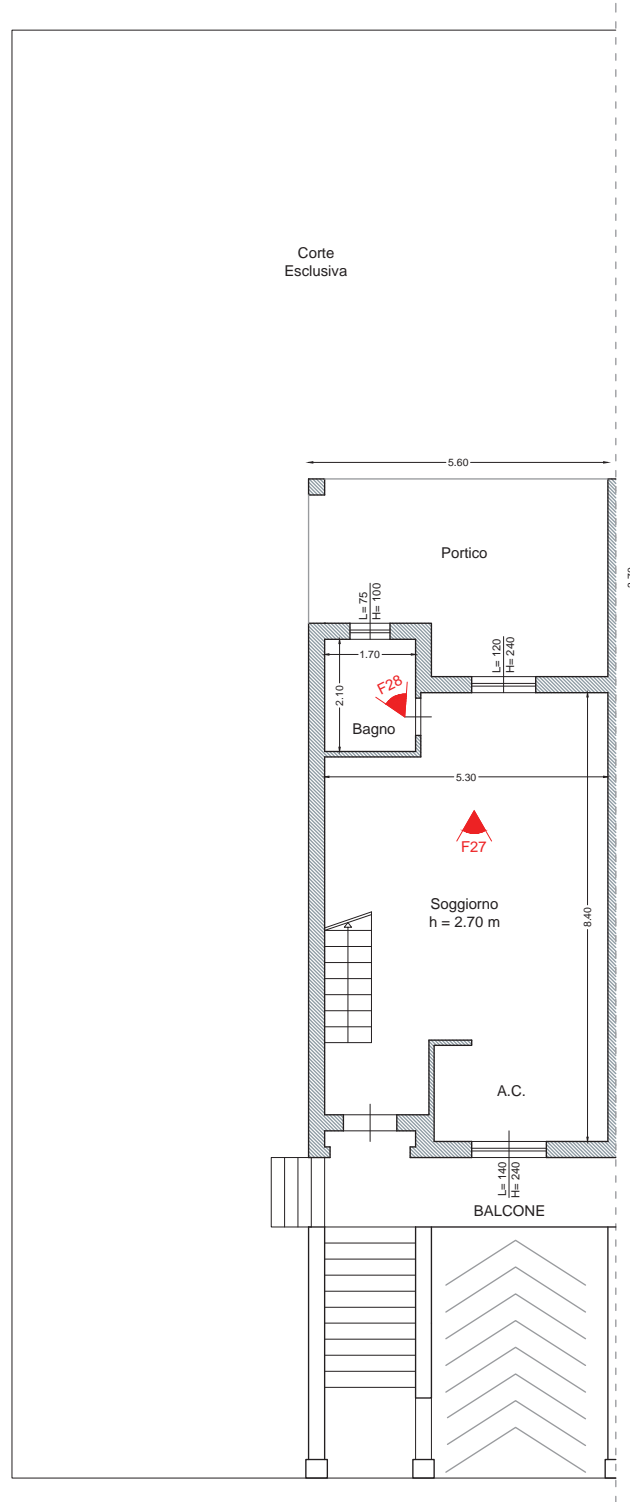 Corte
Esclusiva
5.60
Portico
L= 75
H= 100
L= 120
H= 240
1.70
2.10
F28
Bagno
5.30
F27
Soggiorno
h = 2.70 m
8.40
A.C.
L= 140
H= 240
BALCONE